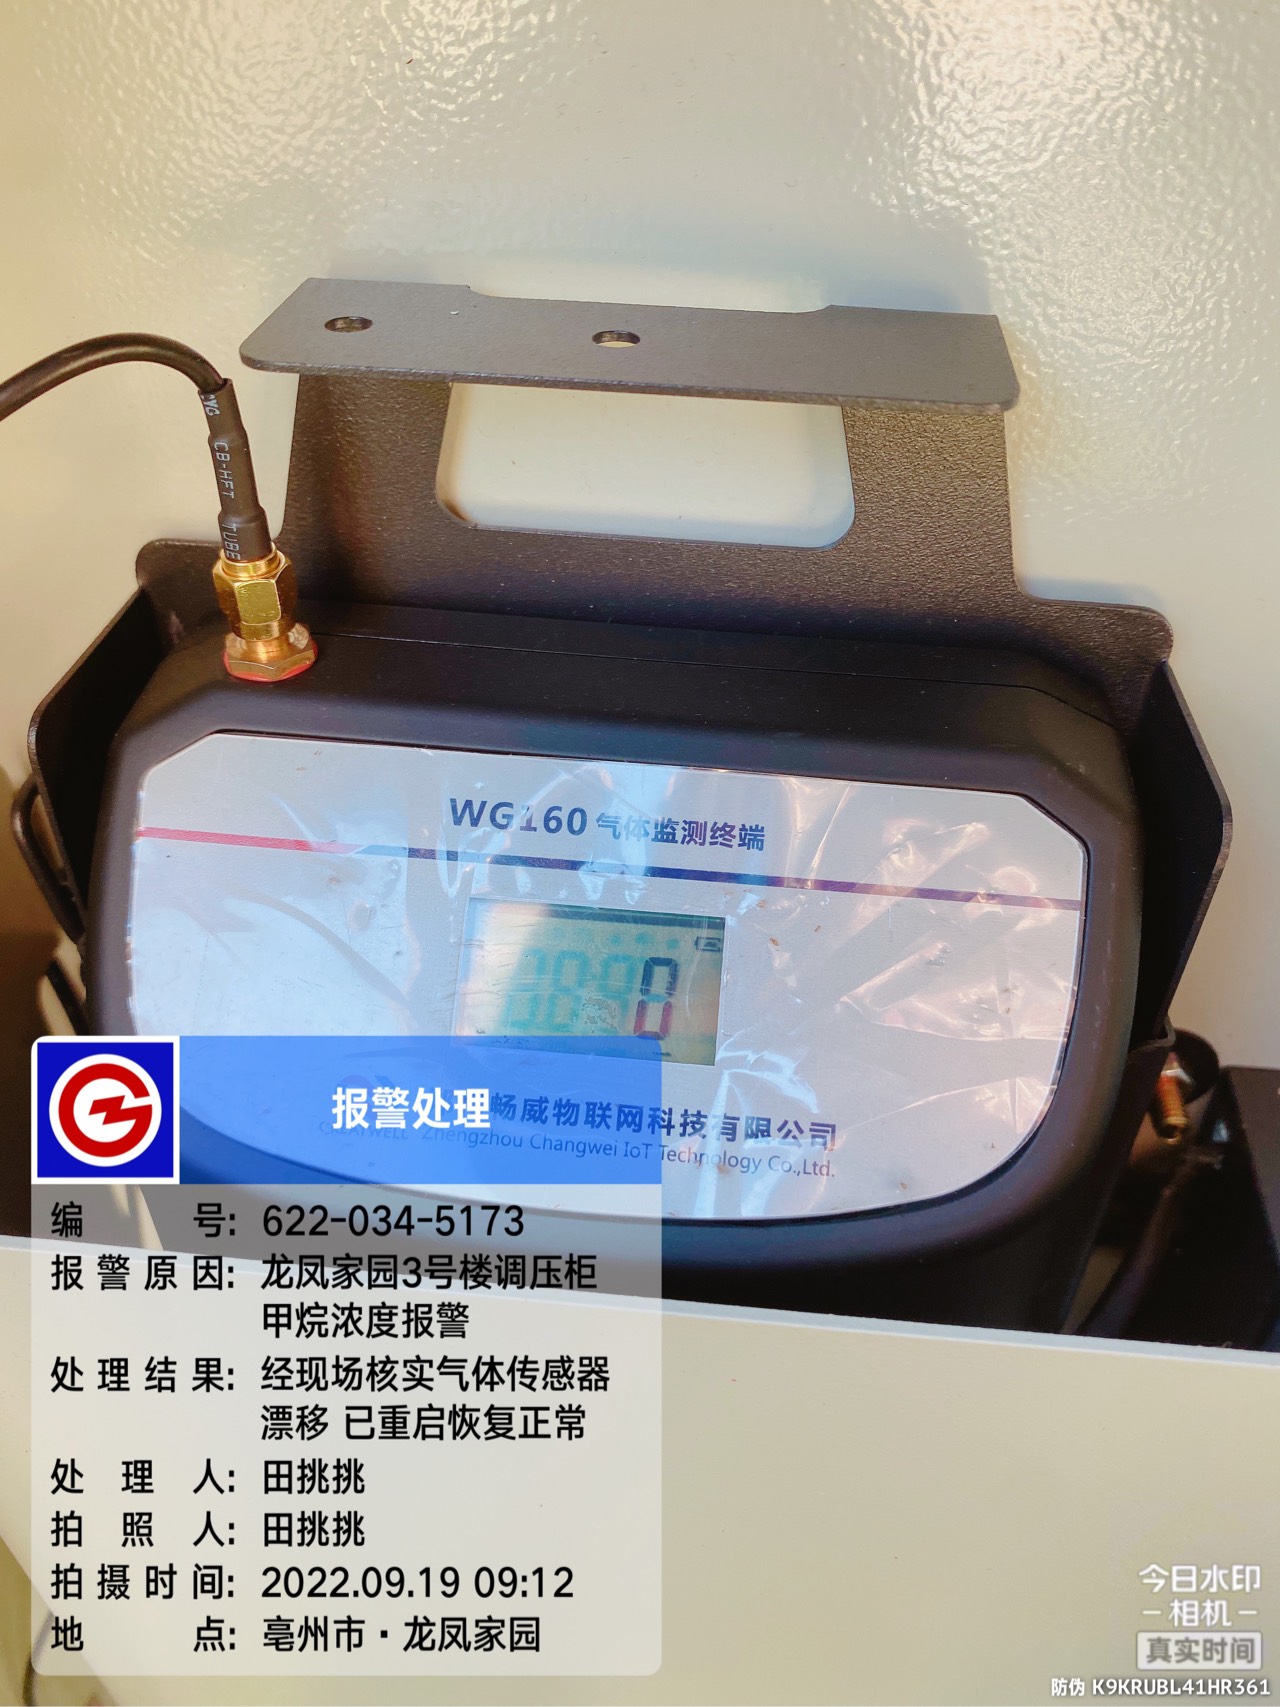 CYG
CB-HFT
TUBE
WG160 气体监测终端
畅威物联网科技有限公司
Zhengzhou Changwei IoT Technology Co.,Ltd.
报警处理
编号: 622-034-5173
报警原因: 龙凤家园3号楼调压柜
甲烷浓度报警
处理结果: 经现场核实气体传感器
漂移 已重启恢复正常
处理人: 田挑挑
拍照人: 田挑挑
拍摄时间: 2022.09.19 09:12
地点: 亳州市·龙凤家园
今日水印
相机
真实时间
防伪 K9KRUBL41HR361